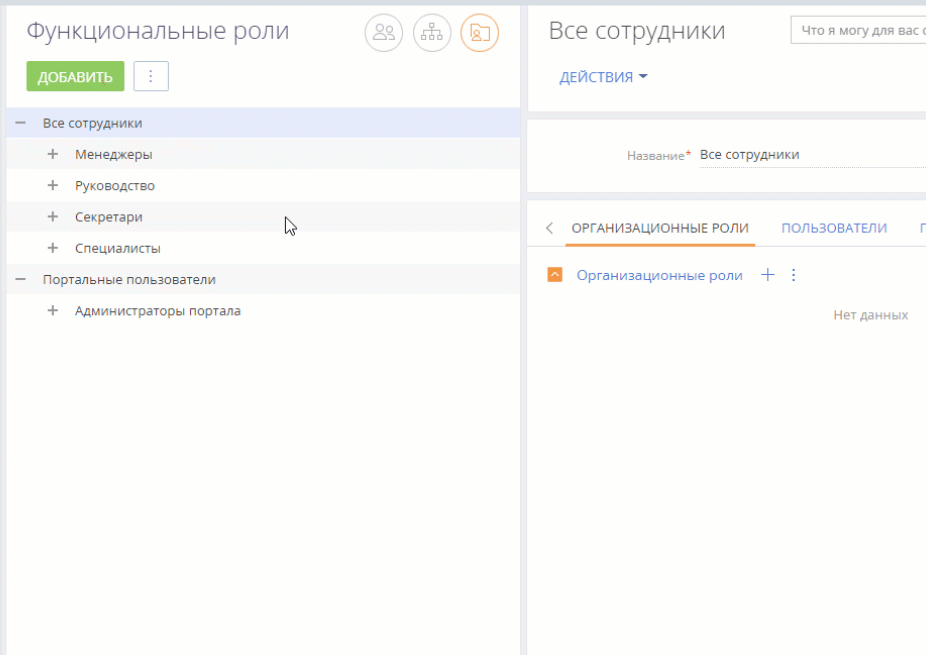 Функциональные роли
ДОБАВИТЬ
Все сотрудники
Менеджеры
Руководство
Секретари
Специалисты
Портальные пользователи
Администраторы портала
Все сотрудники
Что я могу для вас
ДЕЙСТВИЯ
Название* Все сотрудники
ОРГАНИЗАЦИОННЫЕ РОЛИ ПОЛЬЗОВАТЕЛИ
Организационные роли
Нет данных